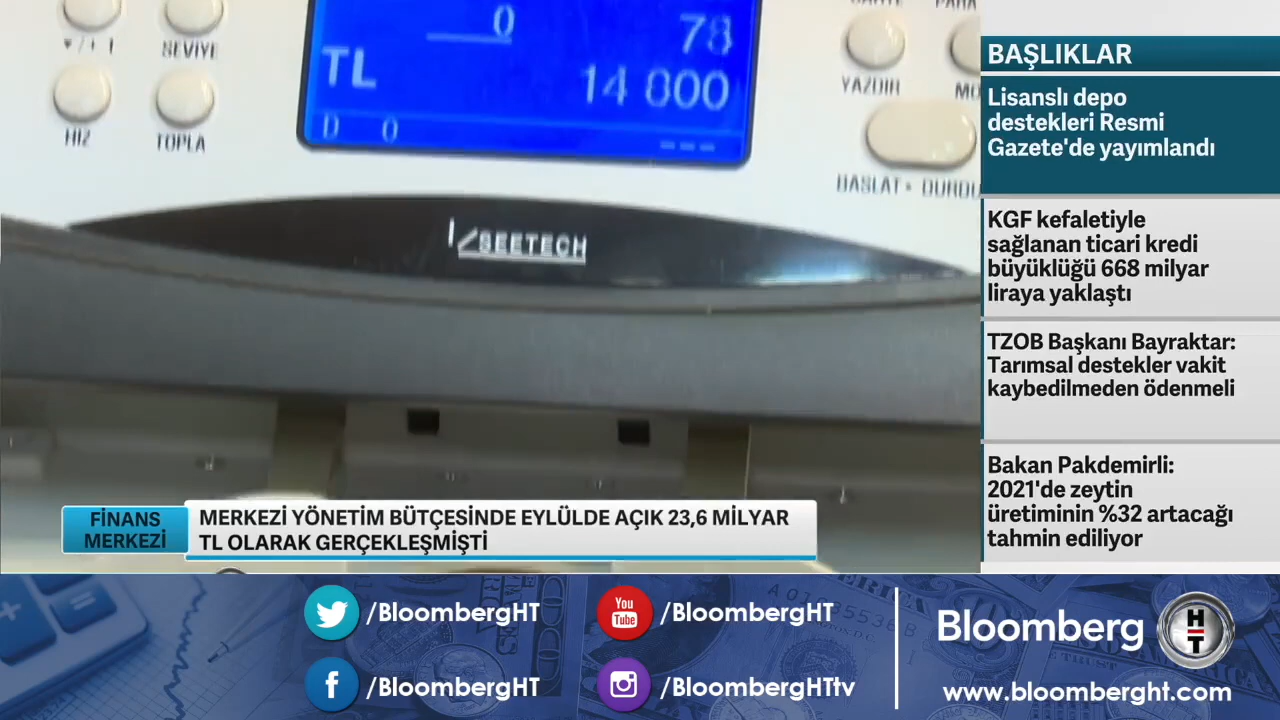 0 78
TL 14 800
D 0 ---
SEVİYE
HIZ
TOPLA
YAZDIR
BAŞLAT • DURDU
SEETECH
BAŞLIKLAR
Lisanslı depo
destekleri Resmi
Gazete'de yayımlandı
KGF kefaletiyle
sağlanan ticari kredi
büyüklüğü 668 milyar
liraya yaklaştı
TZOB Başkanı Bayraktar:
Tarımsal destekler vakit
kaybedilmeden ödenmeli
Bakan Pakdemirli:
2021'de zeytin
üretiminin %32 artacağı
tahmin ediliyor
FİNANS
MERKEZİ
MERKEZİ YÖNETİM BÜTÇESİNDE EYLÜLDE AÇIK 23,6 MİLYAR
TL OLARAK GERÇEKLEŞMİŞTİ
/BloombergHT
You
Tube
/BloombergHT
/BloombergHT
/BloombergHTtv
Bloomberg HT
www.bloomberght.com